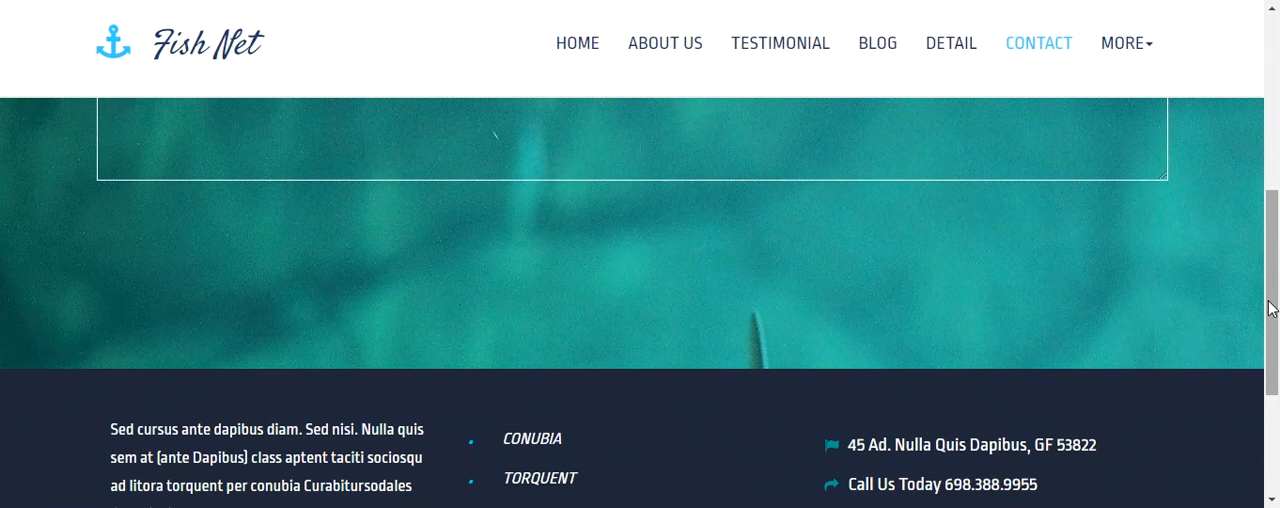 Fish Net
HOME ABOUT US TESTIMONIAL BLOG DETAIL CONTACT MORE
Sed cursus ante dapibus diam. Sed nisi. Nulla quis
sem at (ante Dapibus) class aptent taciti sociosqu
ad litora torquent per conubia Curabitursodales
CONUBIA
TORQUENT
45 Ad. Nulla Quis Dapibus, GF 53822
Call Us Today 698.388.9955